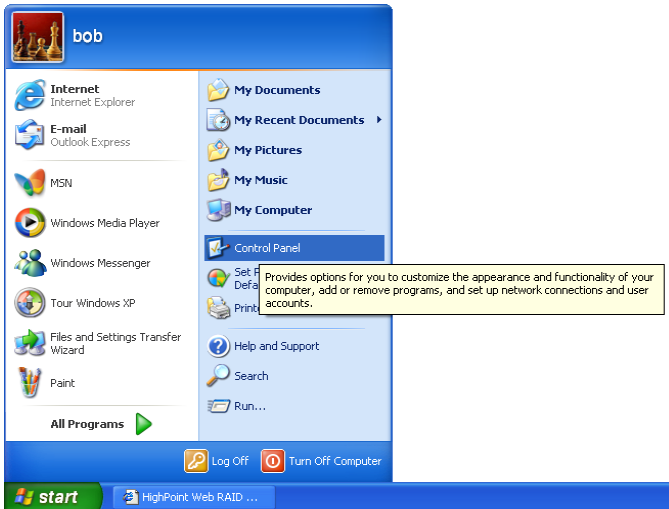 bob
Internet
Internet Explorer
E-mail
Outlook Express
MSN
Windows Media Player
Windows Messenger
Tour Windows XP
Files and Settings Transfer
Wizard
Paint
All Programs
My Documents
My Recent Documents
My Pictures
My Music
My Computer
Control Panel
Set P
Defa
Provides options for you to customize the appearance and functionality of your
computer, add or remove programs, and set up network connections and user
accounts.
Print
Help and Support
Search
Run...
Log Off
Turn Off Computer
start
HighPoint Web RAID ...